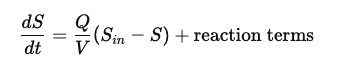 dS/dt = Q/V (S_in − S) + reaction terms